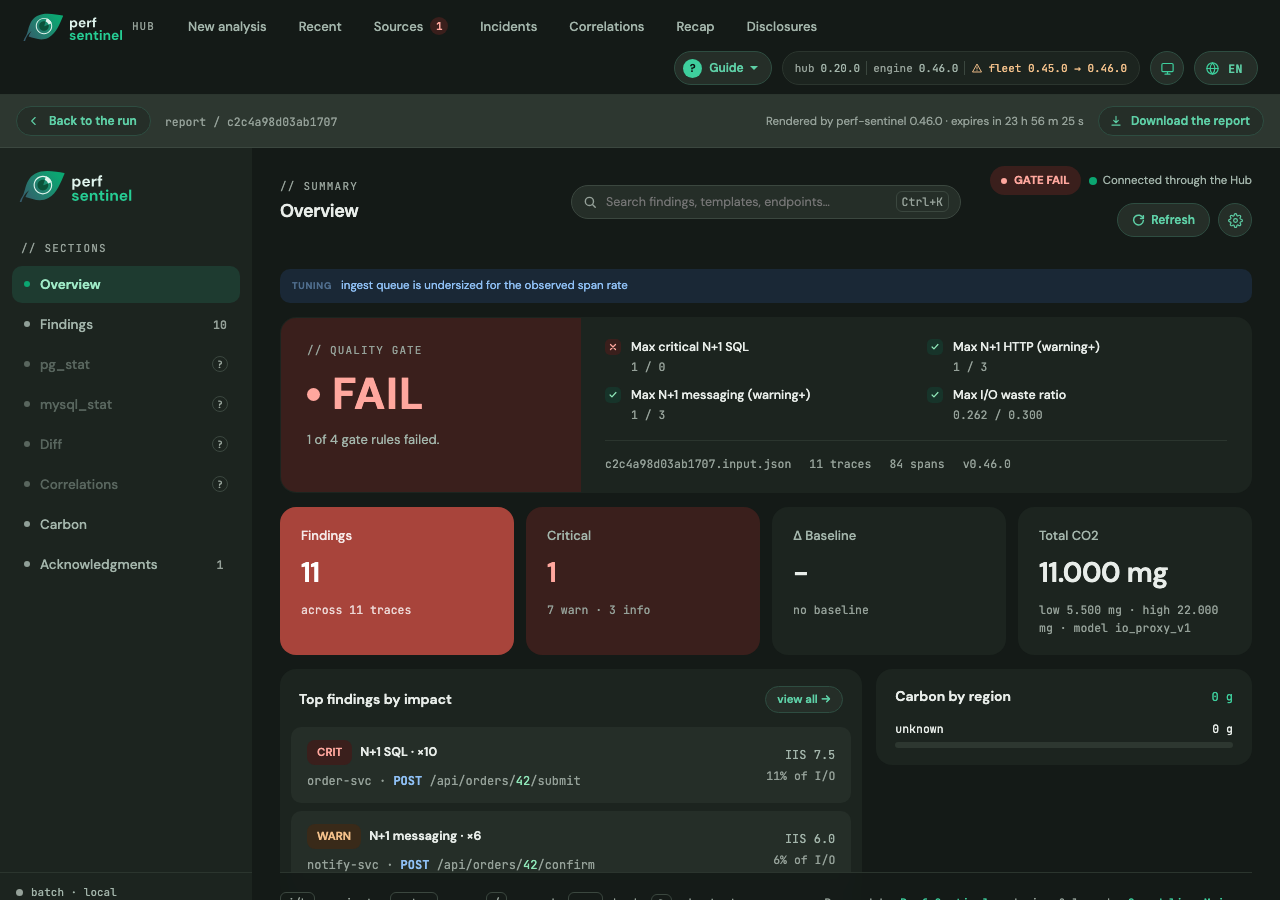 perf sentinel HUB
New analysis
Recent
Sources 1
Incidents
Correlations
Recap
Disclosures
? Guide
hub 0.20.0
engine 0.46.0
⚠ fleet 0.45.0 → 0.46.0
EN
Back to the run
report / c2c4a98d03ab1707
Rendered by perf-sentinel 0.46.0 · expires in 23 h 56 m 25 s
Download the report
perf
sentinel
// SECTIONS
Overview
Findings 10
pg_stat ?
mysql_stat ?
Diff ?
Correlations ?
Carbon
Acknowledgments 1
batch · local
// SUMMARY
Overview
Search findings, templates, endpoints… Ctrl+K
GATE FAIL
Connected through the Hub
Refresh
TUNING ingest queue is undersized for the observed span rate
// QUALITY GATE
FAIL
1 of 4 gate rules failed.
Max critical N+1 SQL
1 / 0
Max N+1 HTTP (warning+)
1 / 3
Max N+1 messaging (warning+)
1 / 3
Max I/O waste ratio
0.262 / 0.300
c2c4a98d03ab1707.input.json 11 traces 84 spans v0.46.0
Findings
11
across 11 traces
Critical
1
7 warn · 3 info
Δ Baseline
–
no baseline
Total CO2
11.000 mg
low 5.500 mg · high 22.000
mg · model io_proxy_v1
Top findings by impact
view all →
CRIT N+1 SQL · ×10
IIS 7.5
order-svc · POST /api/orders/42/submit
11% of I/O
WARN N+1 messaging · ×6
IIS 6.0
notify-svc · POST /api/orders/42/confirm
6% of I/O
Carbon by region 0 g
unknown 0 g